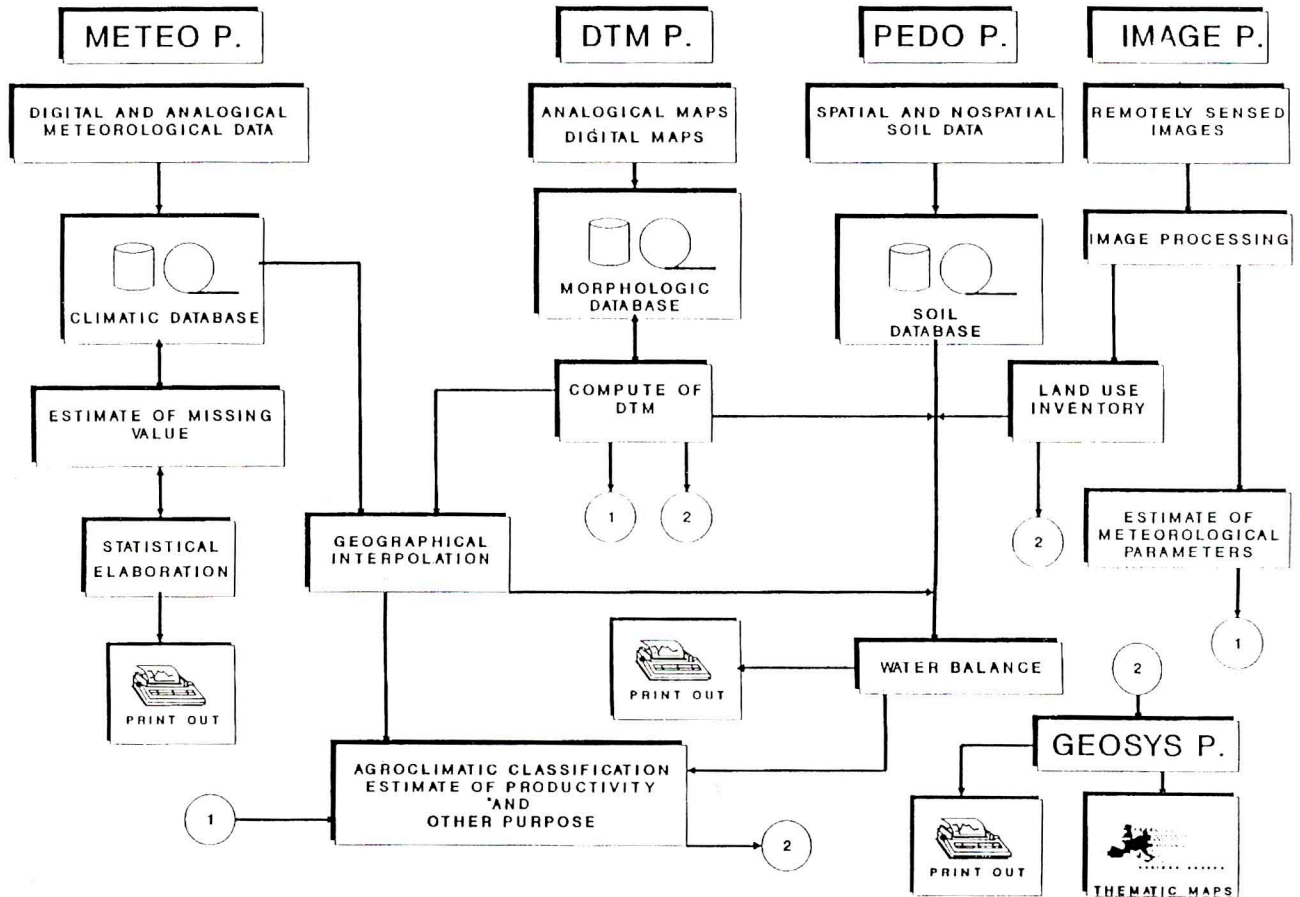 METEO P.
DTM P.
PEDO P.
IMAGE P.
DIGITAL AND ANALOGICAL
METEOROLOGICAL DATA
ANALOGICAL MAPS
DIGITAL MAPS
SPATIAL AND NOSPATIAL
SOIL DATA
REMOTELY SENSED
IMAGES
CLIMATIC DATABASE
MORPHOLOGIC
DATABASE
SOIL
DATABASE
IMAGE PROCESSING
ESTIMATE OF MISSING
VALUE
COMPUTE OF
DTM
LAND USE
INVENTORY
1
2
2
STATISTICAL
ELABORATION
GEOGRAPHICAL
INTERPOLATION
ESTIMATE OF
METEOROLOGICAL
PARAMETERS
1
PRINT OUT
PRINT OUT
WATER BALANCE
2
GEOSYS P.
AGROCLIMATIC CLASSIFICATION
ESTIMATE OF PRODUCTIVITY
AND
OTHER PURPOSE
1
2
PRINT OUT
THEMATIC MAPS